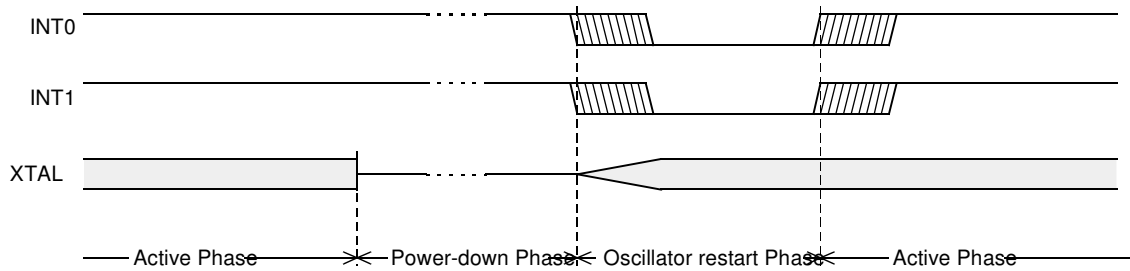 INT0
INT1
XTAL
Active Phase Power-down Phase Oscillator restart Phase Active Phase